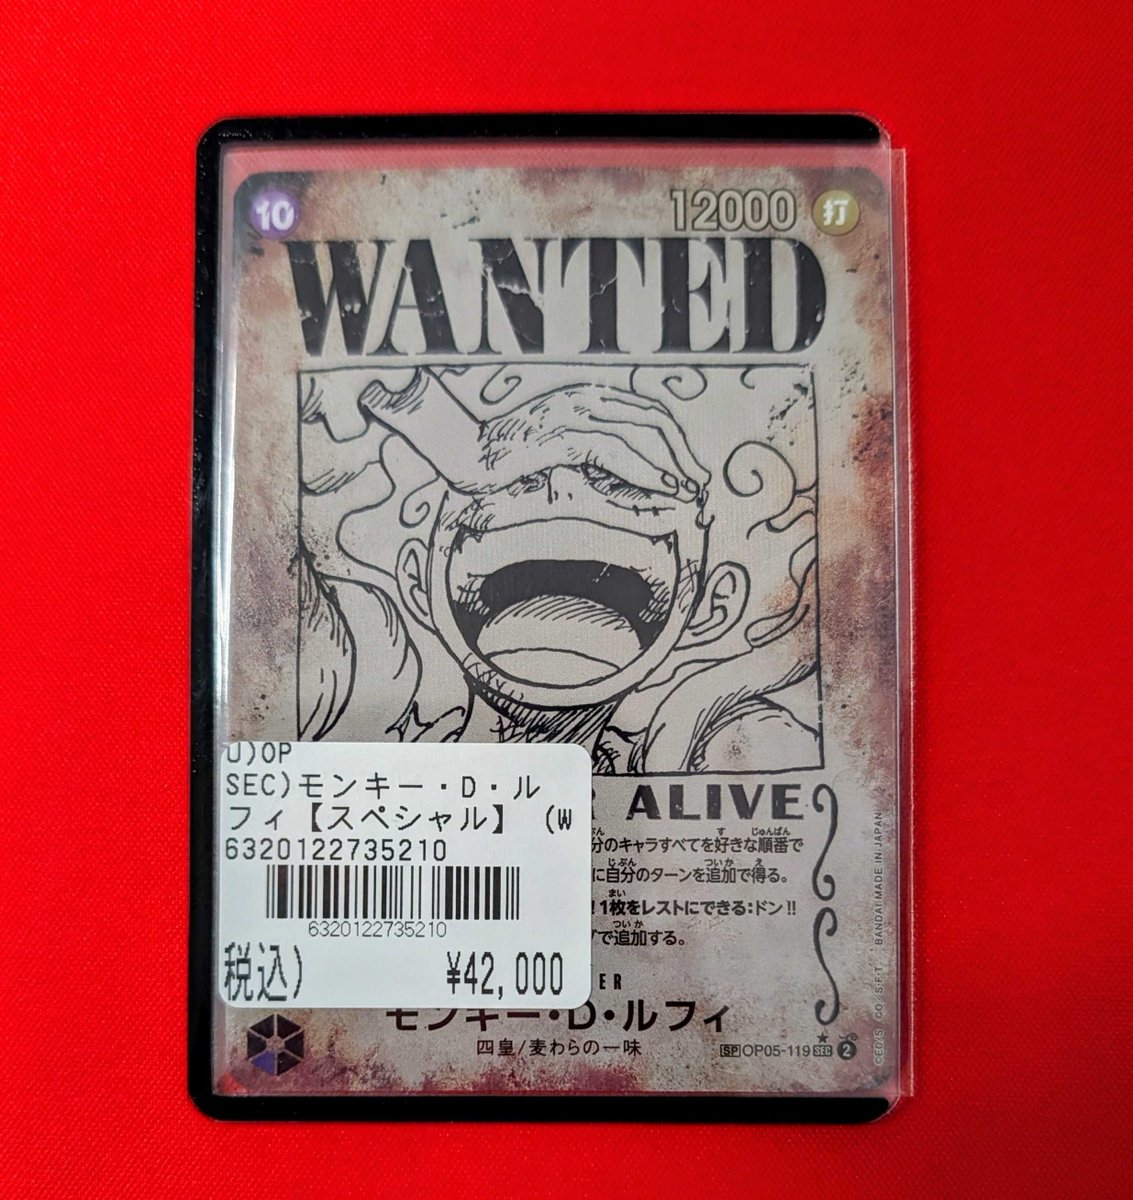 10
12000
打
WANTED
R ALIVE
U)OP
SEC)モンキー・D・ル
フィ【スペシャル】 (W
6320122735210
6320122735210
税込)
¥42,000
分のキャラすべてを好きな順番で
に自分のターンを追加で得る。
1枚をレストにできる:ドン!!
で追加する。
ER
モンキー・D・ルフィ
四皇/麦わらの一味
SP OP05-119 SEC 2
BANDAI MADE IN JAPAN